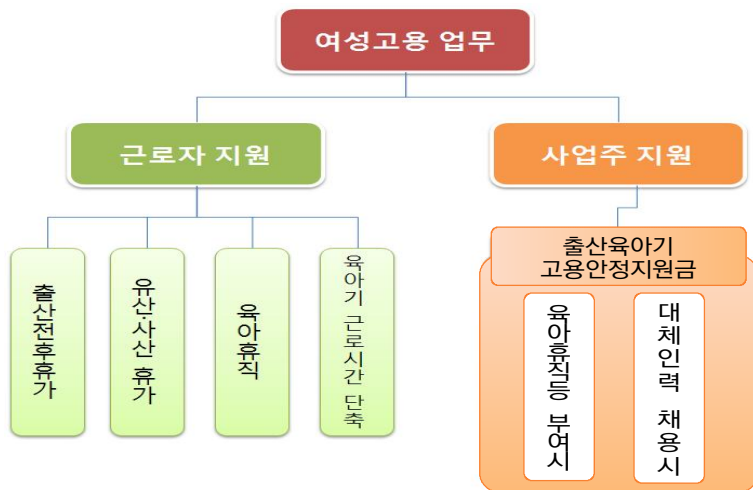 여성고용 업무
근로자 지원
사업주 지원
출산전후휴가
유산·사산 휴가
육아휴직
육아기 근로시간 단축
출산육아기
고용안정지원금
육아휴직등 부여시
대체인력 채용시